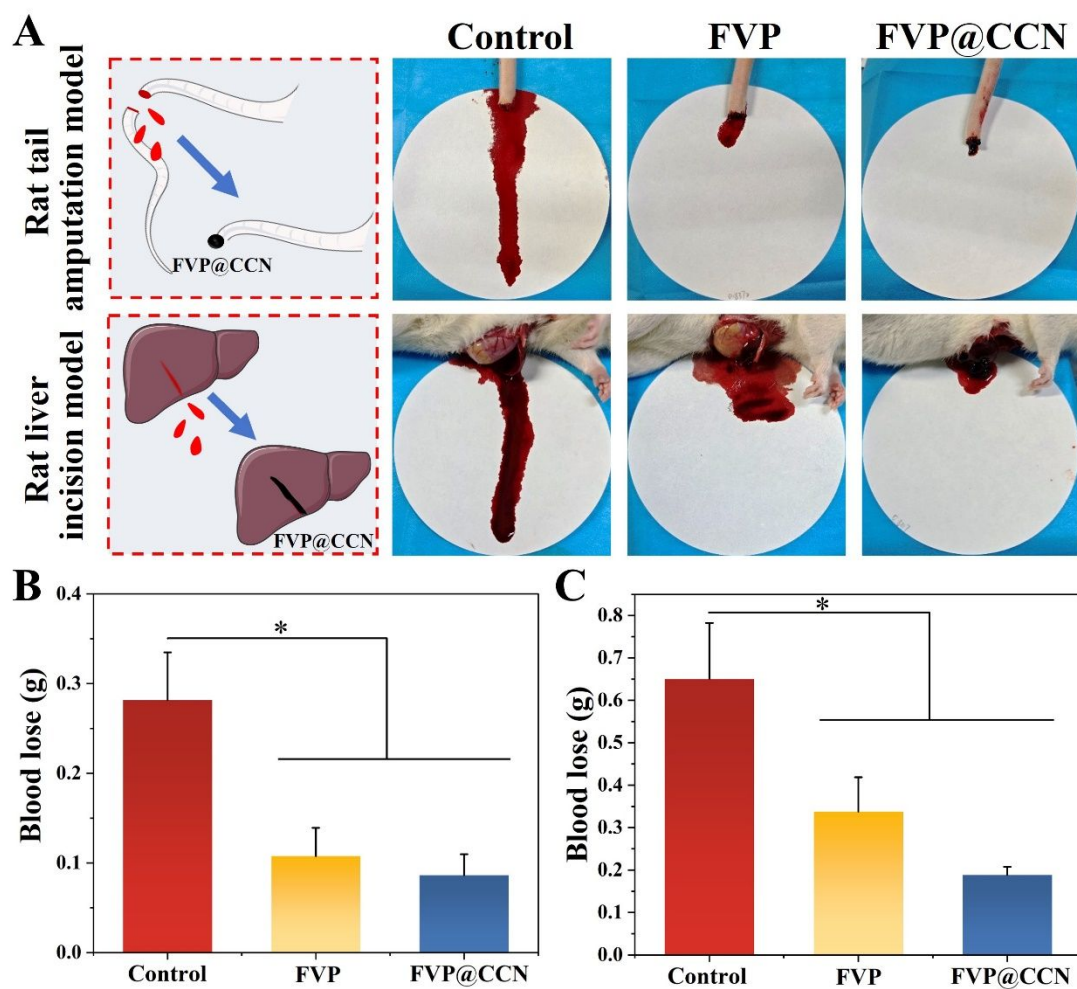 A
Control
FVP
FVP@CCN
Rat tail
amputation model
FVP@CCN
Rat liver
incision model
FVP@CCN
B
Blood lose (g)
0.4
0.3
0.2
0.1
0.0
*
Control
FVP
FVP@CCN
C
Blood lose (g)
0.8
0.7
0.6
0.5
0.4
0.3
0.2
0.1
0.0
*
Control
FVP
FVP@CCN